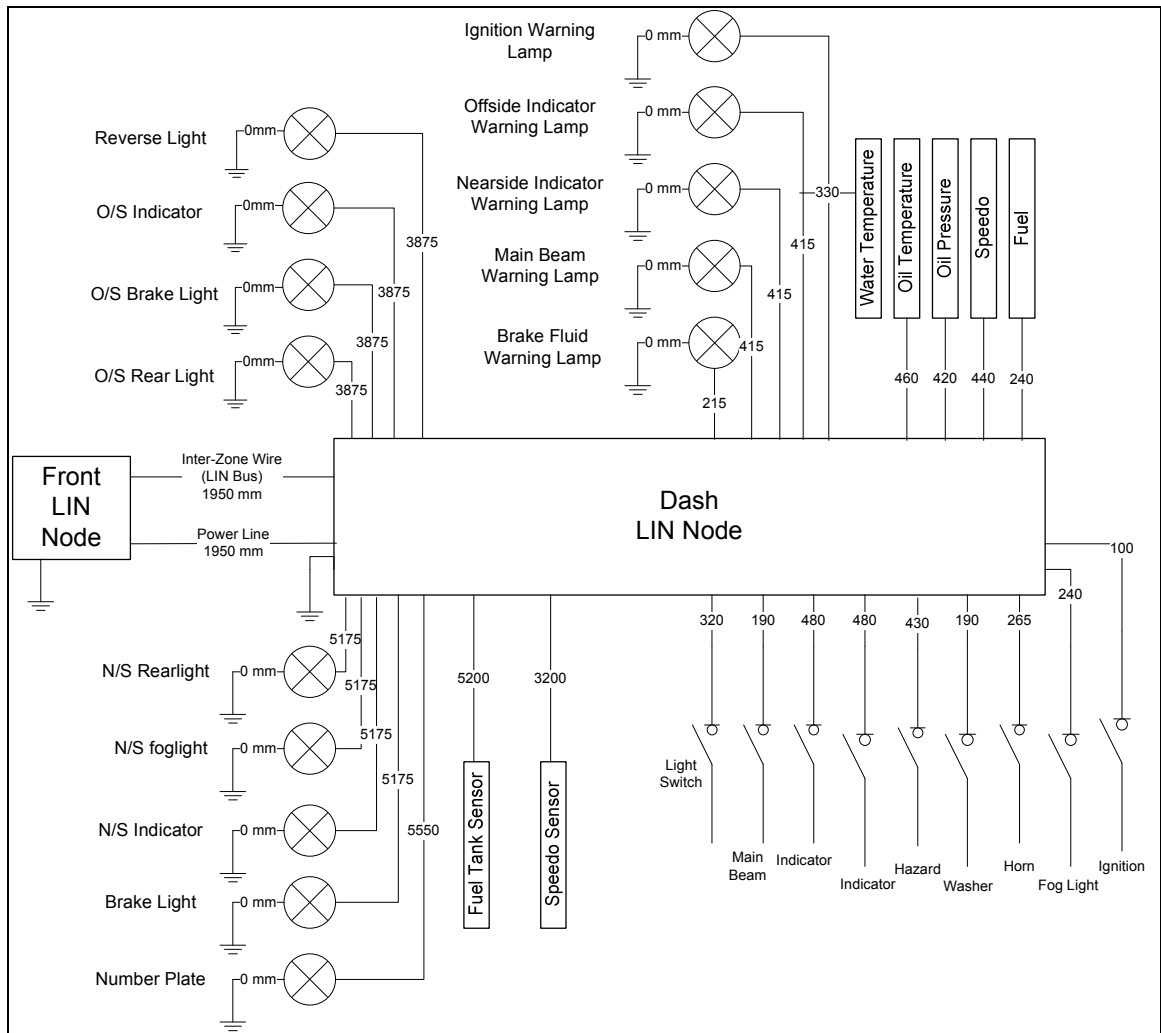 Ignition Warning
Lamp
0 mm
Offside Indicator
Warning Lamp
0 mm
Nearside Indicator
Warning Lamp
0 mm
Main Beam
Warning Lamp
0 mm
Brake Fluid
Warning Lamp
0 mm
Reverse Light
0mm
O/S Indicator
0mm
O/S Brake Light
0mm
O/S Rear Light
0mm
3875
3875
3875
3875
330
415
415
415
215
Water Temperature
Oil Temperature
Oil Pressure
Speedo
Fuel
460
420
440
240
Front
LIN
Node
Inter-Zone Wire
(LIN Bus)
1950 mm
Power Line
1950 mm
Dash
LIN Node
100
240
320
190
480
480
430
190
265
N/S Rearlight
0 mm
5175
N/S foglight
0 mm
5175
N/S Indicator
0 mm
5175
Brake Light
0 mm
5175
Number Plate
0 mm
5550
5200
3200
Fuel Tank Sensor
Speedo Sensor
Light
Switch
Main
Beam
Indicator
Indicator
Hazard
Washer
Horn
Fog Light
Ignition